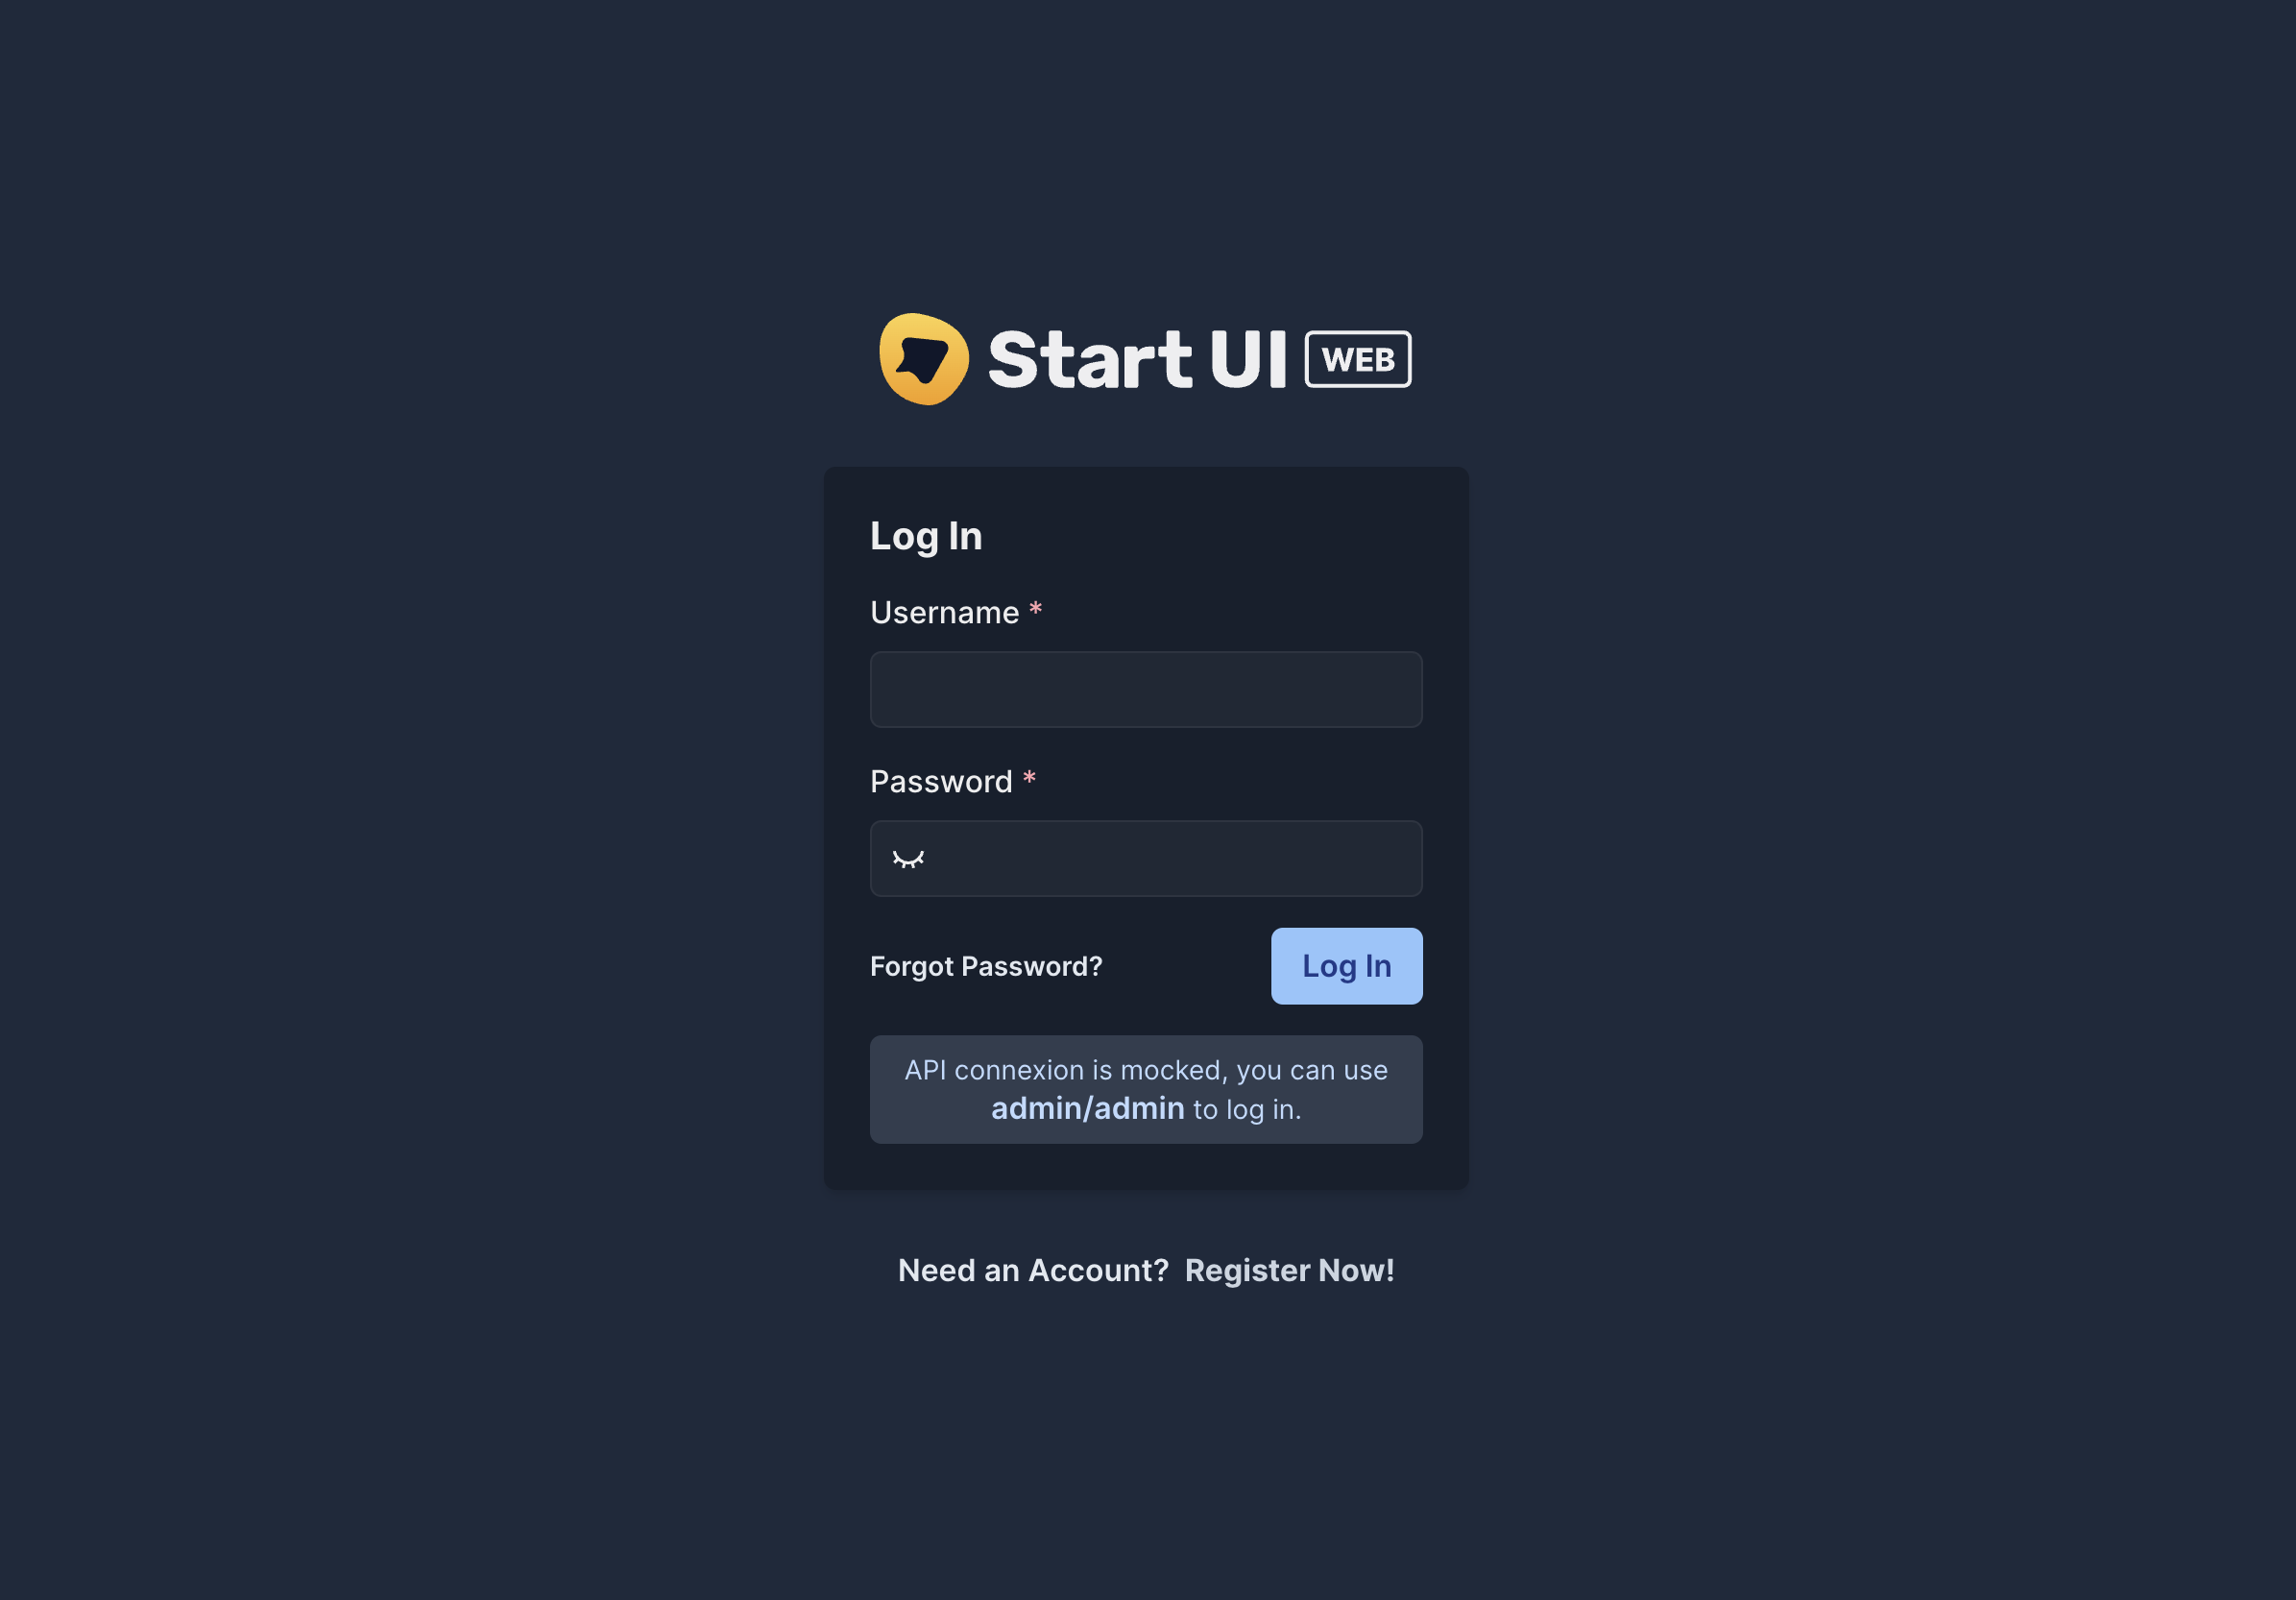 Start UI WEB
Log In
Username *
Password *
Forgot Password?
Log In
API connexion is mocked, you can use
admin/admin to log in.
Need an Account? Register Now!